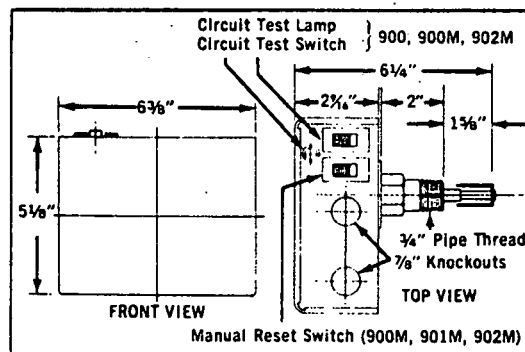 Circuit Test Lamp
Circuit Test Switch } 900, 900M, 902M
6¼"
6⅜"
2⁹⁄₁₆" 2"
1⅝"
5⅛"
¾" Pipe Thread
⅞" Knockouts
FRONT VIEW
TOP VIEW
Manual Reset Switch (900M, 901M, 902M)